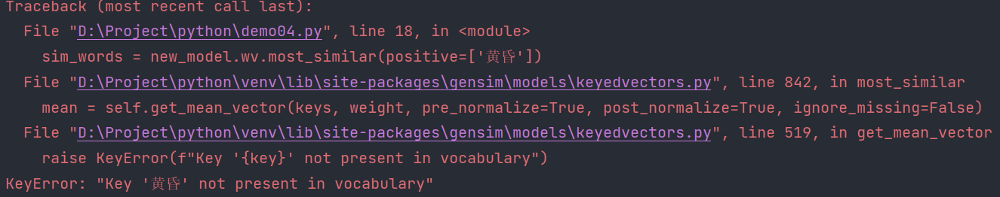 Traceback (most recent call last):
File "D:\Project\python\demo04.py", line 18, in <module>
sim_words = new_model.wv.most_similar(positive=['黄昏'])
File "D:\Project\python\venv\lib\site-packages\gensim\models\keyedvectors.py", line 842, in most_similar
mean = self.get_mean_vector(keys, weight, pre_normalize=True, post_normalize=True, ignore_missing=False)
File "D:\Project\python\venv\lib\site-packages\gensim\models\keyedvectors.py", line 519, in get_mean_vector
raise KeyError(f"Key '{key}' not present in vocabulary")
KeyError: "Key '黄昏' not present in vocabulary"